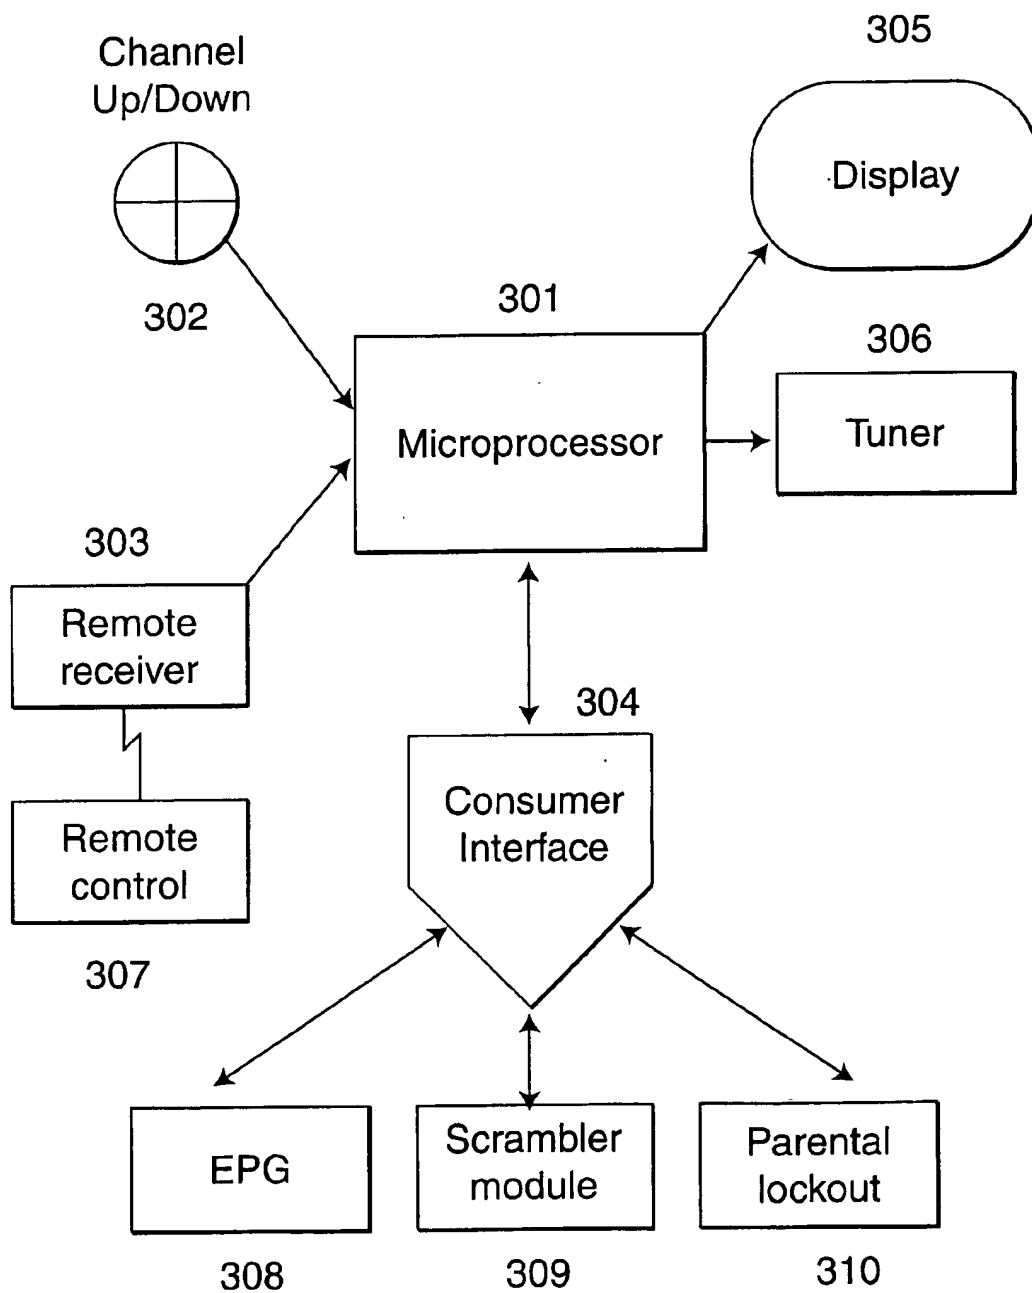 305
Channel
Up/Down
Display
302
301
306
Microprocessor
Tuner
303
Remote
receiver
304
Consumer
Interface
Remote
control
307
EPG
Scrambler
module
Parental
lockout
308
309
310